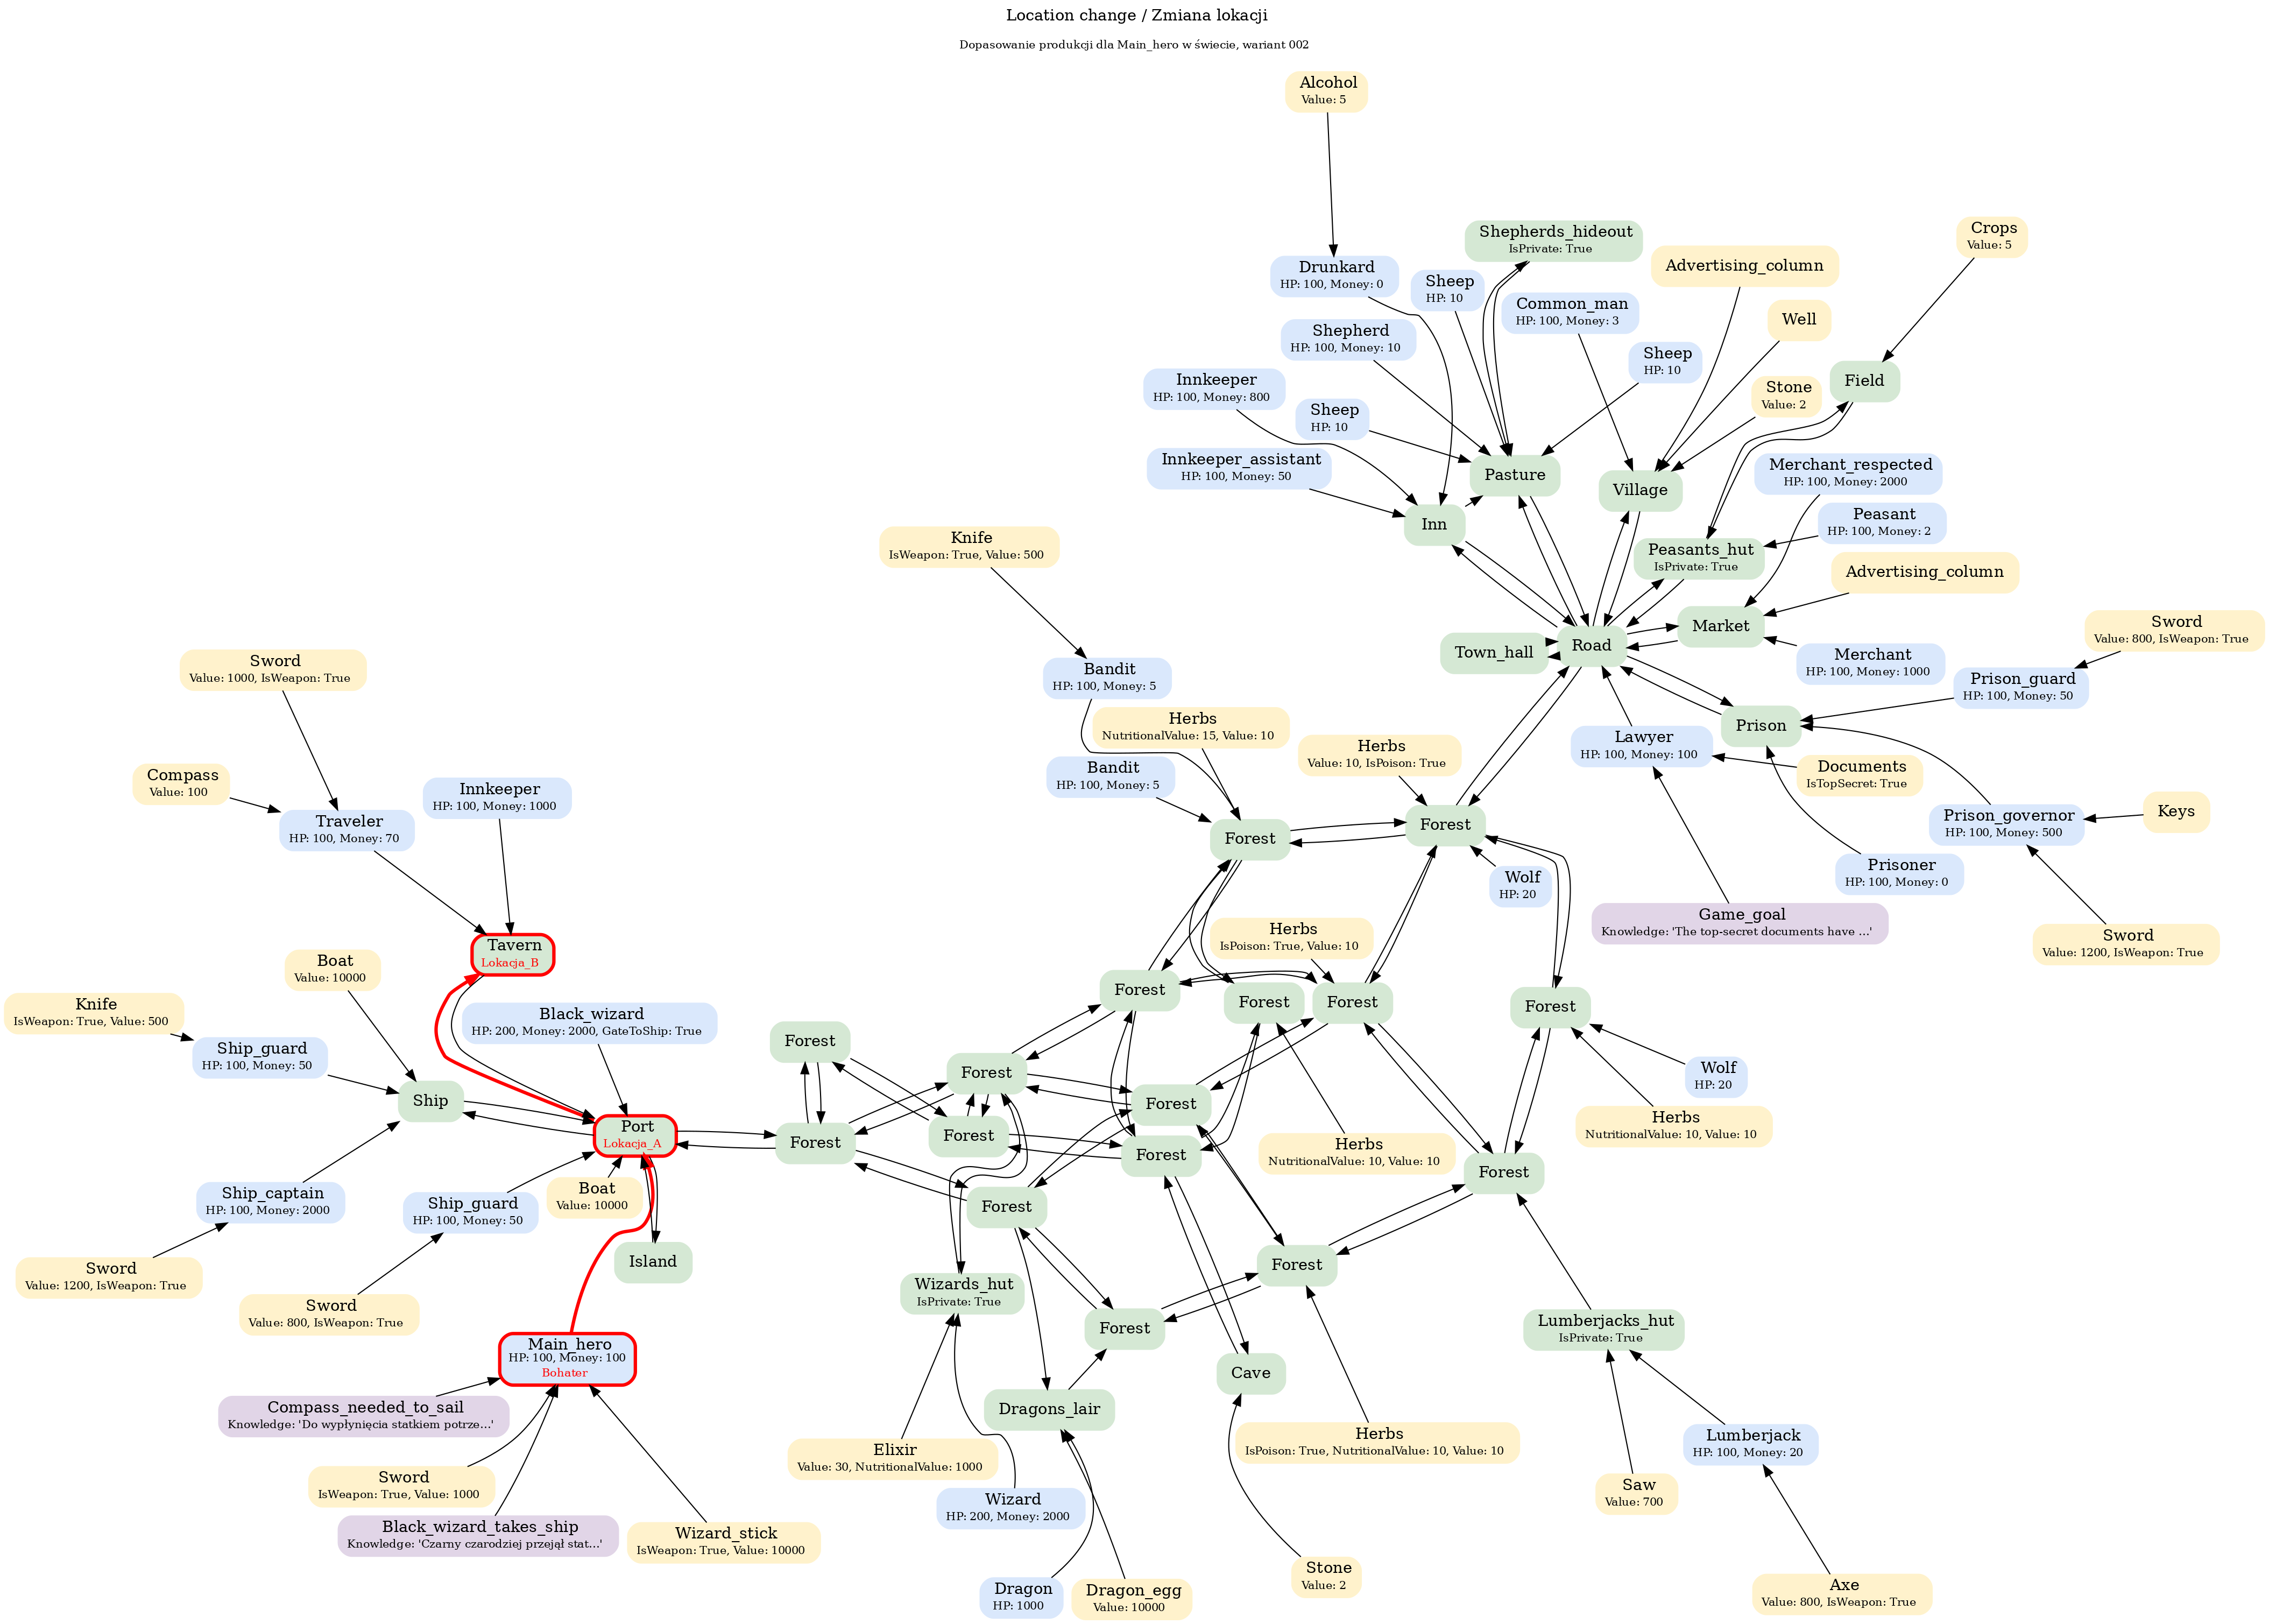 Location change / Zmiana lokacji
Dopasowanie produkcji dla Main_hero w świecie, wariant 002
Alcohol
Value: 5
Shepherds_hideout
IsPrivate: True
Crops
Value: 5
Advertising_column
Drunkard
HP: 100, Money: 0
Sheep
HP: 10
Common_man
HP: 100, Money: 3
Well
Shepherd
HP: 100, Money: 10
Sheep
HP: 10
Field
Innkeeper
HP: 100, Money: 800
Stone
Value: 2
Sheep
HP: 10
Innkeeper_assistant
HP: 100, Money: 50
Pasture
Village
Merchant_respected
HP: 100, Money: 2000
Inn
Peasant
HP: 100, Money: 2
Knife
IsWeapon: True, Value: 500
Peasants_hut
IsPrivate: True
Advertising_column
Market
Sword
Value: 800, IsWeapon: True
Town_hall
Road
Merchant
HP: 100, Money: 1000
Sword
Value: 1000, IsWeapon: True
Bandit
HP: 100, Money: 5
Prison_guard
HP: 100, Money: 50
Herbs
NutritionalValue: 15, Value: 10
Prison
Lawyer
HP: 100, Money: 100
Herbs
Value: 10, IsPoison: True
Documents
IsTopSecret: True
Compass
Value: 100
Innkeeper
HP: 100, Money: 1000
Bandit
HP: 100, Money: 5
Traveler
HP: 100, Money: 70
Forest
Forest
Prison_governor
HP: 100, Money: 500
Keys
Wolf
HP: 20
Prisoner
HP: 100, Money: 0
Game_goal
Knowledge: 'The top-secret documents have ...'
Herbs
IsPoison: True, Value: 10
Sword
Value: 1200, IsWeapon: True
Tavern
Lokacja_B
Boat
Value: 10000
Forest
Forest
Forest
Forest
Knife
IsWeapon: True, Value: 500
Black_wizard
HP: 200, Money: 2000, GateToShip: True
Ship_guard
HP: 100, Money: 50
Forest
Forest
Wolf
HP: 20
Ship
Forest
Herbs
NutritionalValue: 10, Value: 10
Port
Lokacja_A
Forest
Forest
Forest
Herbs
NutritionalValue: 10, Value: 10
Forest
Boat
Value: 10000
Ship_captain
HP: 100, Money: 2000
Ship_guard
HP: 100, Money: 50
Forest
Island
Forest
Sword
Value: 1200, IsWeapon: True
Wizards_hut
IsPrivate: True
Sword
Value: 800, IsWeapon: True
Forest
Lumberjacks_hut
IsPrivate: True
Main_hero
HP: 100, Money: 100
Bohater
Cave
Compass_needed_to_sail
Knowledge: 'Do wypłynięcia statkiem potrze...'
Dragons_lair
Herbs
IsPoison: True, NutritionalValue: 10, Value: 10
Lumberjack
HP: 100, Money: 20
Elixir
Value: 30, NutritionalValue: 1000
Sword
IsWeapon: True, Value: 1000
Saw
Value: 700
Wizard
HP: 200, Money: 2000
Black_wizard_takes_ship
Knowledge: 'Czarny czarodziej przejął stat...'
Wizard_stick
IsWeapon: True, Value: 10000
Stone
Value: 2
Axe
Value: 800, IsWeapon: True
Dragon
HP: 1000
Dragon_egg
Value: 10000